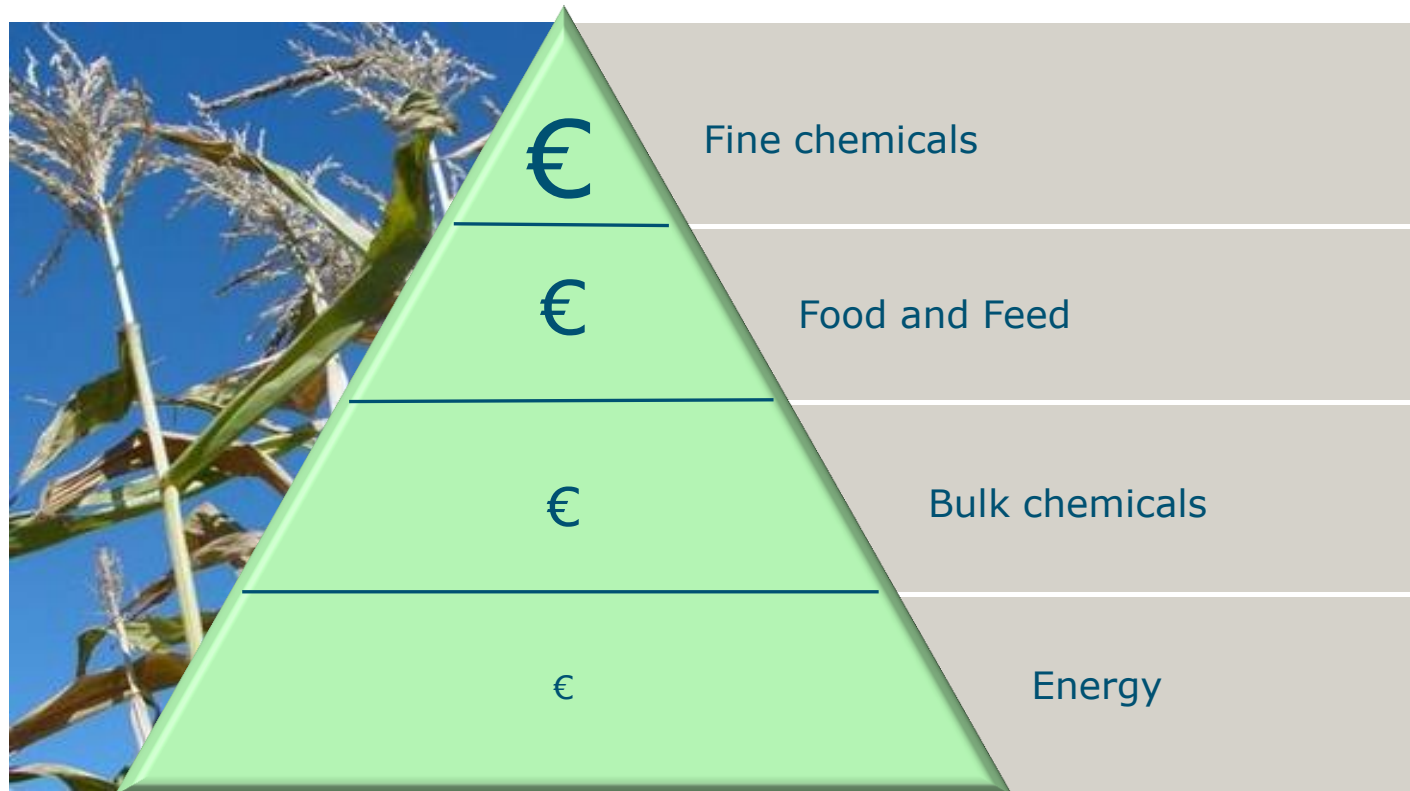 € Fine chemicals
€ Food and Feed
€ Bulk chemicals
€ Energy